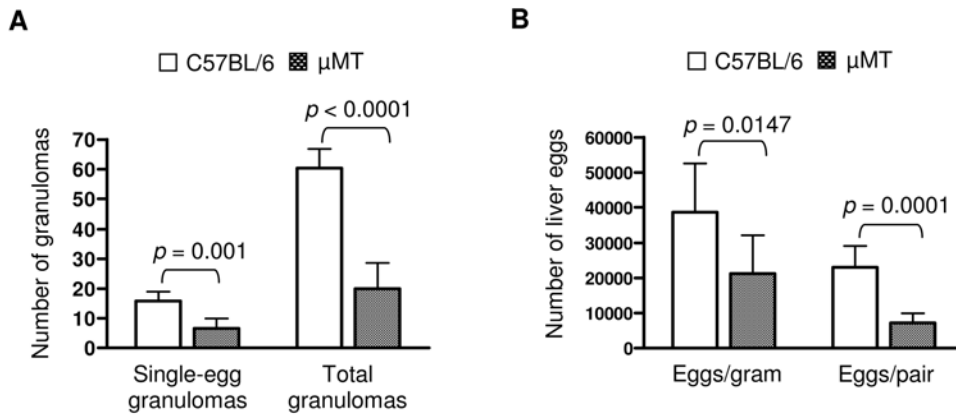 A
C57BL/6 μMT
p < 0.0001
p = 0.001
Number of granulomas
70
60
50
40
30
20
10
0
Single-egg granulomas
Total granulomas
B
C57BL/6 μMT
p = 0.0147
p = 0.0001
Number of liver eggs
60000
50000
40000
30000
20000
10000
0
Eggs/gram
Eggs/pair